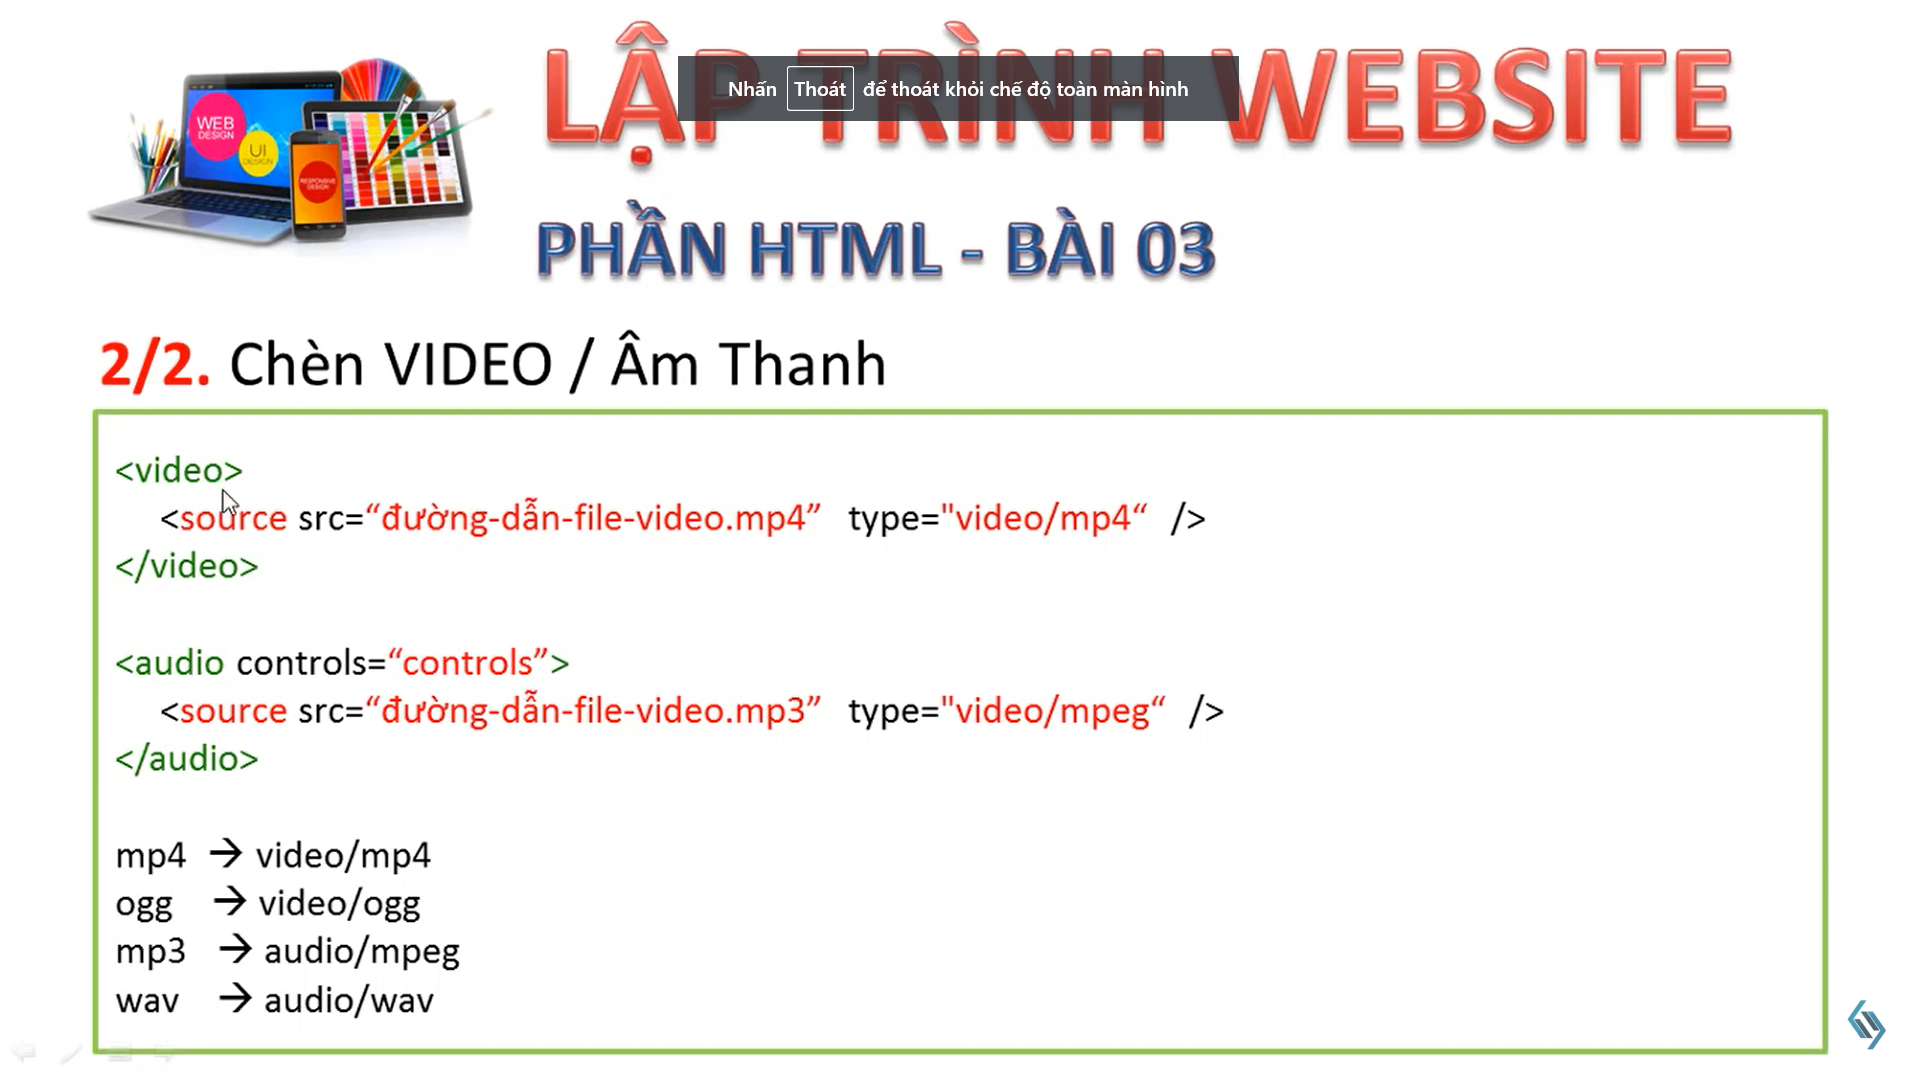 LẬP TRÌNH WEBSITE
Nhấn Thoát để thoát khỏi chế độ toàn màn hình
WEB
DESIGN
UI
DESIGN
RESPONSIVE
DESIGN
PHẦN HTML - BÀI 03
2/2. Chèn VIDEO / Âm Thanh
<video>
<source src=“đường-dẫn-file-video.mp4” type="video/mp4“ />
</video>
<audio controls=“controls”>
<source src=“đường-dẫn-file-video.mp3” type="video/mpeg“ />
</audio>
mp4 → video/mp4
ogg → video/ogg
mp3 → audio/mpeg
wav → audio/wav